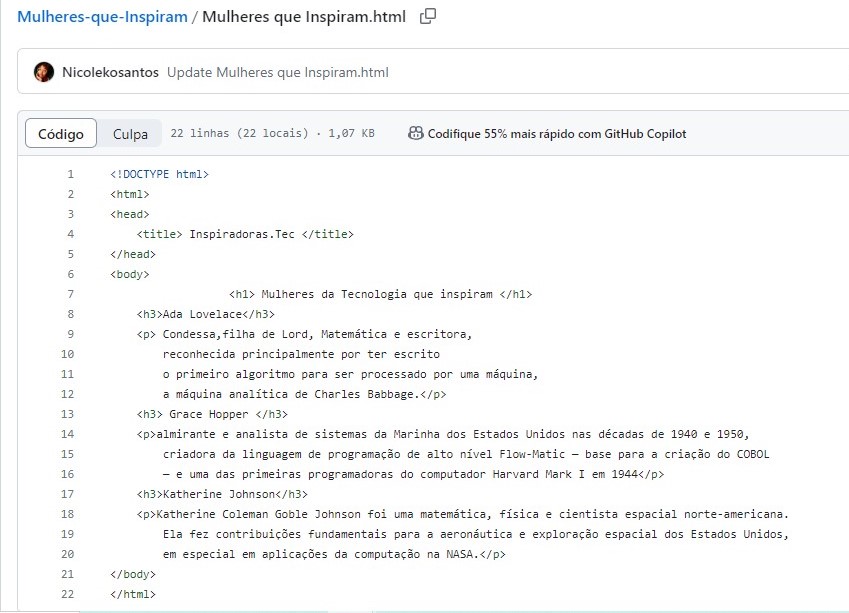 Mulheres-que-Inspiram / Mulheres que Inspiram.html
Nicolekosantos Update Mulheres que Inspiram.html
Código Culpa 22 linhas (22 locais) · 1,07 KB Codifique 55% mais rápido com GitHub Copilot
1 <!DOCTYPE html>
2 <html>
3 <head>
4 <title> Inspiradoras.Tec </title>
5 </head>
6 <body>
7 <h1> Mulheres da Tecnologia que inspiram </h1>
8 <h3>Ada Lovelace</h3>
9 <p> Condessa,filha de Lord, Matemática e escritora,
10 reconhecida principalmente por ter escrito
11 o primeiro algoritmo para ser processado por uma máquina,
12 a máquina analítica de Charles Babbage.</p>
13 <h3> Grace Hopper </h3>
14 <p>almirante e analista de sistemas da Marinha dos Estados Unidos nas décadas de 1940 e 1950,
15 criadora da linguagem de programação de alto nível Flow-Matic — base para a criação do COBOL
16 — e uma das primeiras programadoras do computador Harvard Mark I em 1944</p>
17 <h3>Katherine Johnson</h3>
18 <p>Katherine Coleman Goble Johnson foi uma matemática, física e cientista espacial norte-americana.
19 Ela fez contribuições fundamentais para a aeronáutica e exploração espacial dos Estados Unidos,
20 em especial em aplicações da computação na NASA.</p>
21 </body>
22 </html>